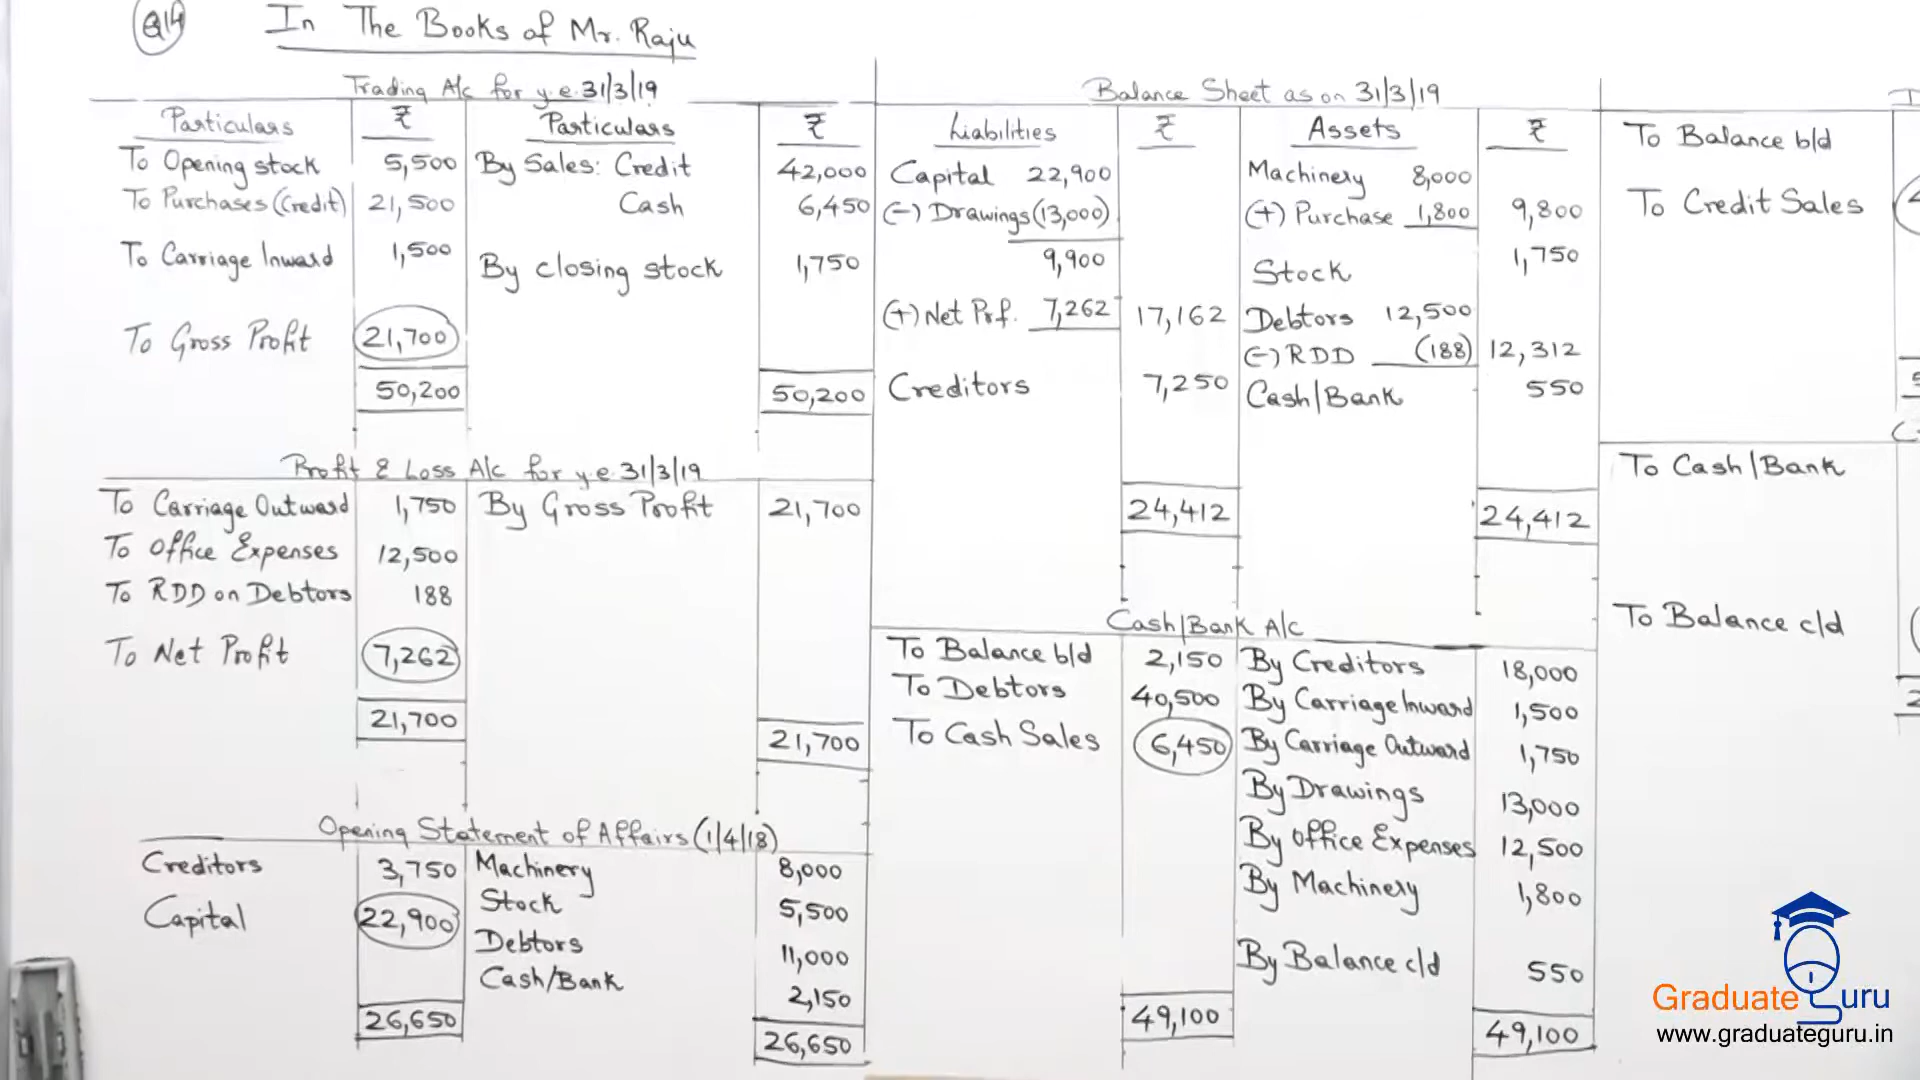 Q14
In The Books of Mr. Raju
Trading A/c for y.e. 31/3/19
Particulars ₹ Particulars ₹
To Opening stock 5,500 By Sales: Credit 42,000
To Purchases (Credit) 21,500 Cash 6,450
To Carriage Inward 1,500 By closing stock 1,750
To Gross Profit 21,700
50,200 50,200
Profit & Loss A/c for y.e. 31/3/19
To Carriage Outward 1,750 By Gross Profit 21,700
To Office Expenses 12,500
To RDD on Debtors 188
To Net Profit 7,262
21,700 21,700
Opening Statement of Affairs (1/4/18)
Creditors 3,750 Machinery 8,000
Capital 22,900 Stock 5,500
Debtors 11,000
Cash/Bank 2,150
26,650 26,650
Balance Sheet as on 31/3/19
Liabilities ₹ Assets ₹
Capital 22,900 Machinery 8,000
(-) Drawings (13,000) (+) Purchase 1,800 9,800
9,900 Stock 1,750
(+) Net Prf. 7,262 17,162 Debtors 12,500
(-) RDD (188) 12,312
Creditors 7,250 Cash/Bank 550
24,412 24,412
Cash/Bank A/c
To Balance b/d 2,150 By Creditors 18,000
To Debtors 40,500 By Carriage Inward 1,500
To Cash Sales 6,450 By Carriage Outward 1,750
By Drawings 13,000
By Office Expenses 12,500
By Machinery 1,800
By Balance c/d 550
49,100 49,100
To Balance b/d
To Credit Sales
To Cash/Bank
To Balance c/d
Graduate Guru
www.graduateguru.in